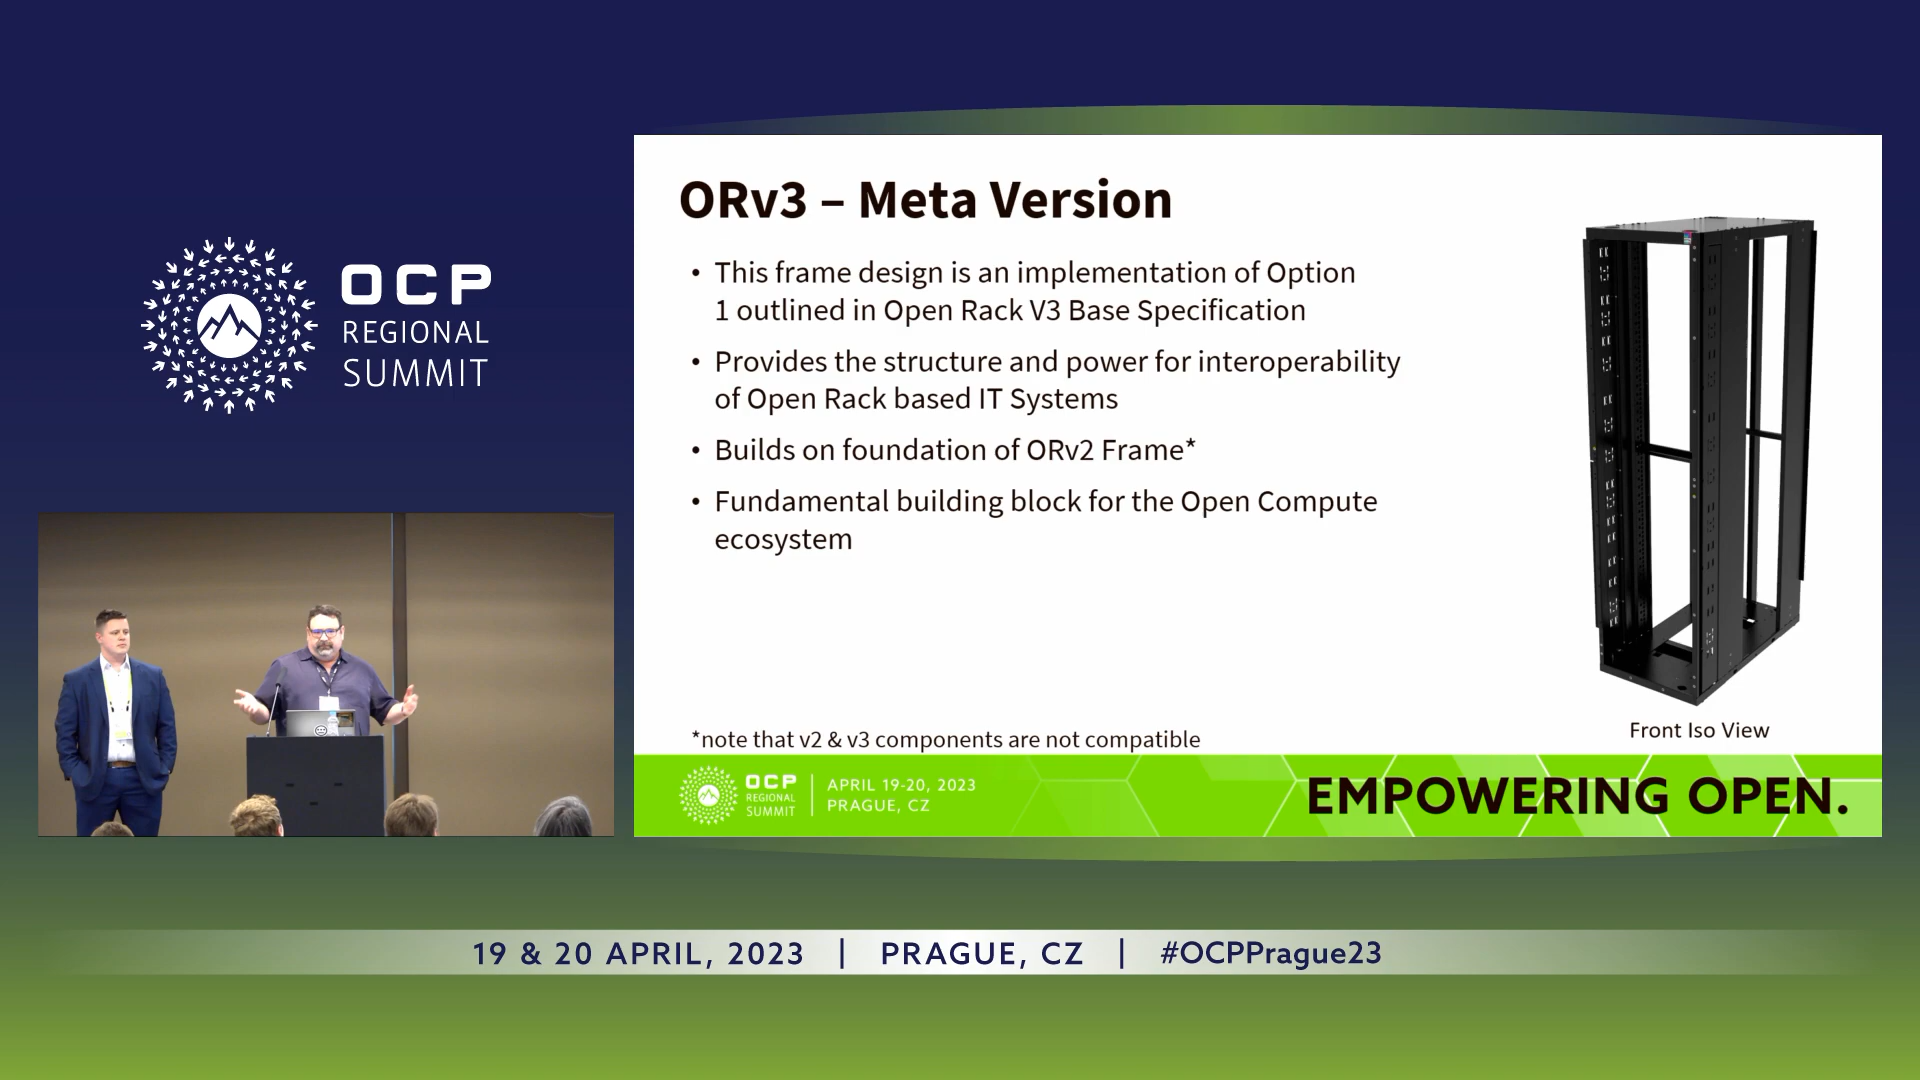 OCP
REGIONAL
SUMMIT
ORv3 – Meta Version
• This frame design is an implementation of Option
1 outlined in Open Rack V3 Base Specification
• Provides the structure and power for interoperability
of Open Rack based IT Systems
• Builds on foundation of ORv2 Frame*
• Fundamental building block for the Open Compute
ecosystem
*note that v2 & v3 components are not compatible
Front Iso View
OCP
REGIONAL
SUMMIT
APRIL 19-20, 2023
PRAGUE, CZ
EMPOWERING OPEN.
19 & 20 APRIL, 2023 | PRAGUE, CZ | #OCPPrague23